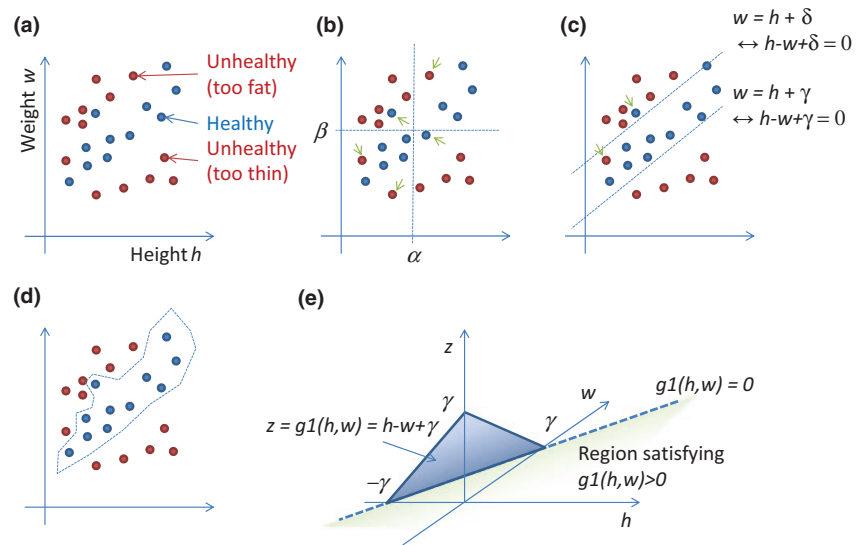 (a)
Weight w
Unhealthy
(too fat)
Healthy
Unhealthy
(too thin)
Height h
(b)
β
α
(c)
w = h + δ
↔ h-w+δ = 0
w = h + γ
↔ h-w+γ = 0
(d)
(e)
z
w
γ
γ
g1(h,w) = 0
z = g1(h,w) = h-w+γ
Region satisfying
g1(h,w)>0
−γ
h